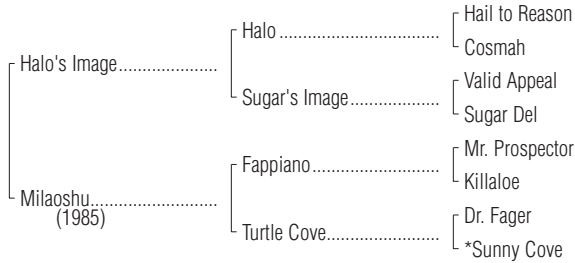 Hail to Reason
Halo ........................................
Cosmah
Halo's Image.........................
Valid Appeal
Sugar's Image ......................
Sugar Del
Mr. Prospector
Fappiano ................................
Killaloe
Milaoshu................................
(1985)
Dr. Fager
Turtle Cove............................
*Sunny Cove